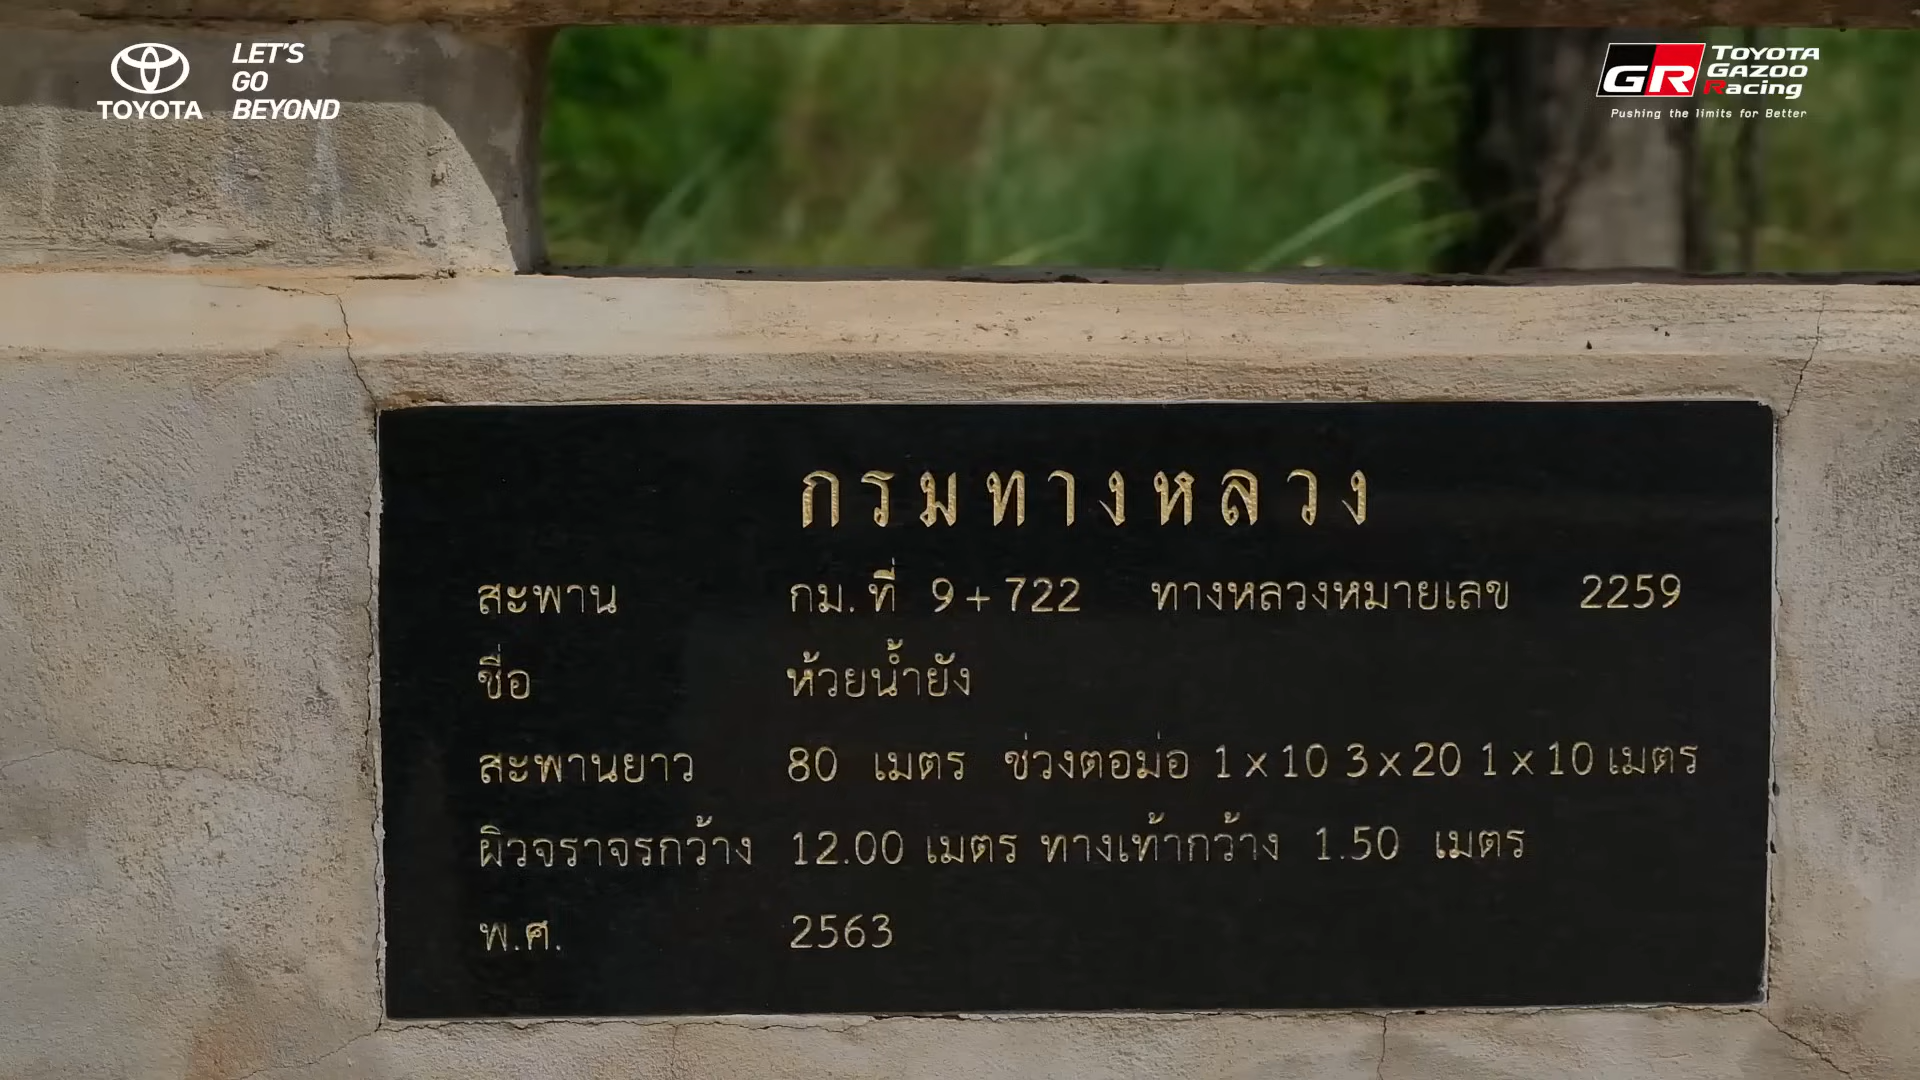 TOYOTA
LET'S
GO
BEYOND
GR
TOYOTA
GAZOO
Racing
Pushing the limits for Better
กรมทางหลวง
สะพาน กม.ที่ 9+722 ทางหลวงหมายเลข 2259
ชื่อ ห้วยน้ำยัง
สะพานยาว 80 เมตร ช่วงตอม่อ 1x10 3x20 1x10 เมตร
ผิวจราจรกว้าง 12.00 เมตร ทางเท้ากว้าง 1.50 เมตร
พ.ศ. 2563